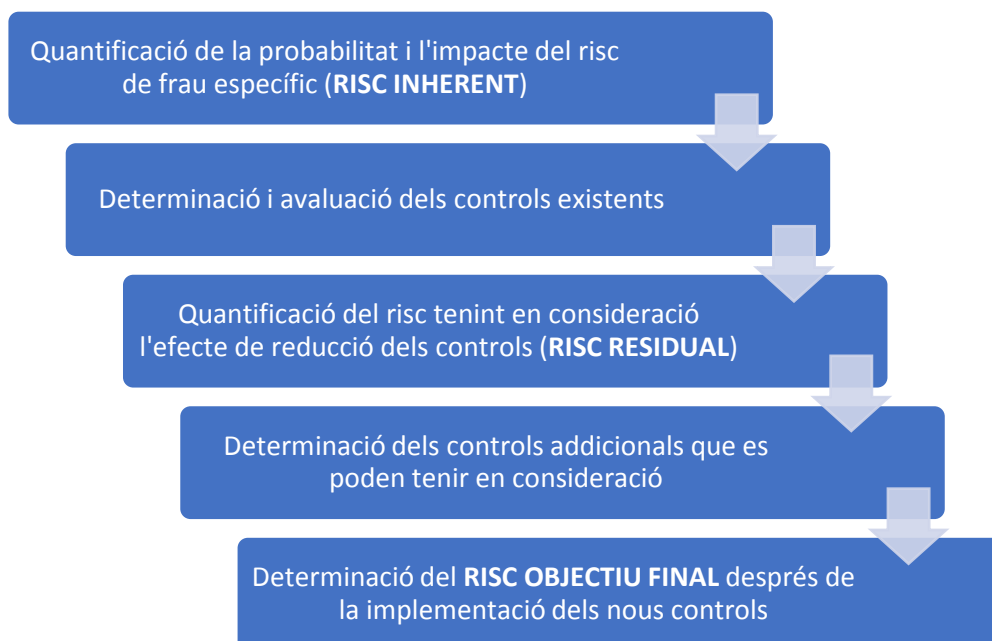 Quantificació de la probabilitat i l'impacte del risc
de frau específic (RISC INHERENT)
Determinació i avaluació dels controls existents
Quantificació del risc tenint en consideració
l'efecte de reducció dels controls (RISC RESIDUAL)
Determinació dels controls addicionals que es
poden tenir en consideració
Determinació del RISC OBJECTIU FINAL després de
la implementació dels nous controls